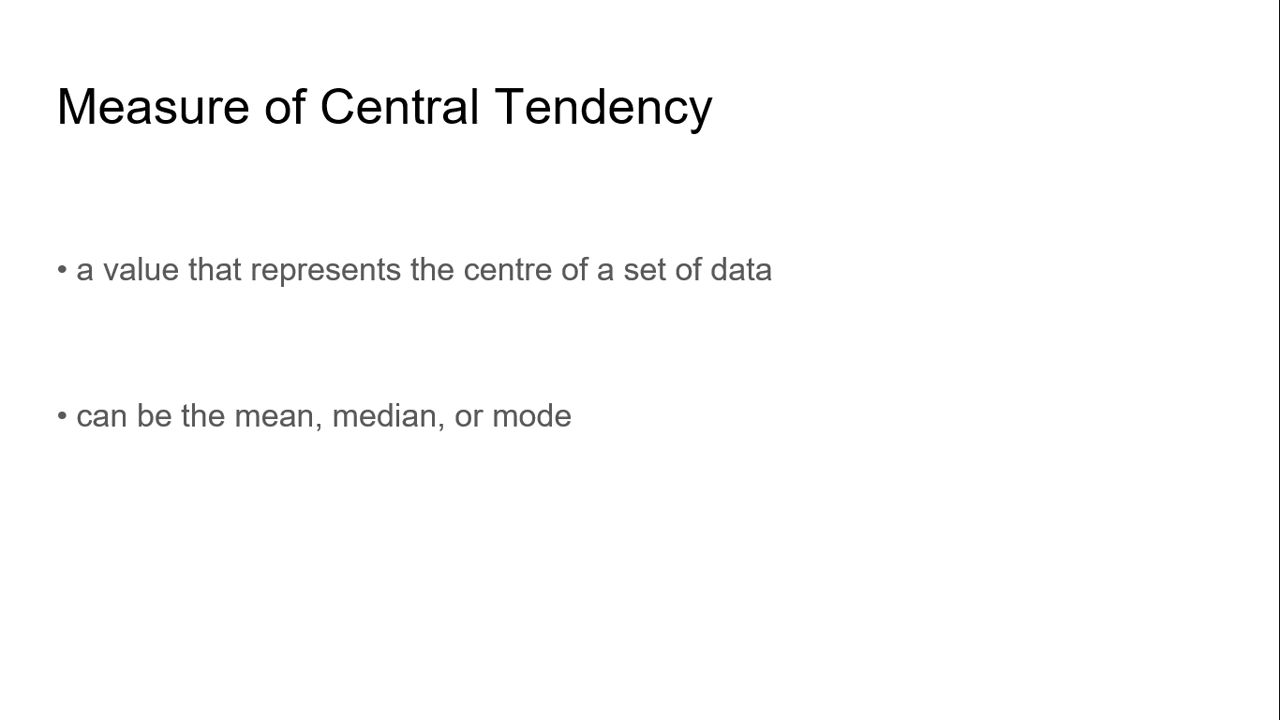 Measure of Central Tendency
• a value that represents the centre of a set of data
• can be the mean, median, or mode